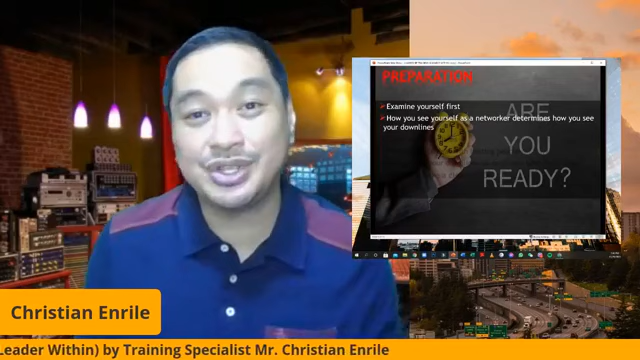 PREPARATION
Examine yourself first
How you see yourself as a networker determines how you see
your downlines
ARE
YOU
READY?
Christian Enrile
Leader Within) by Training Specialist Mr. Christian Enrile